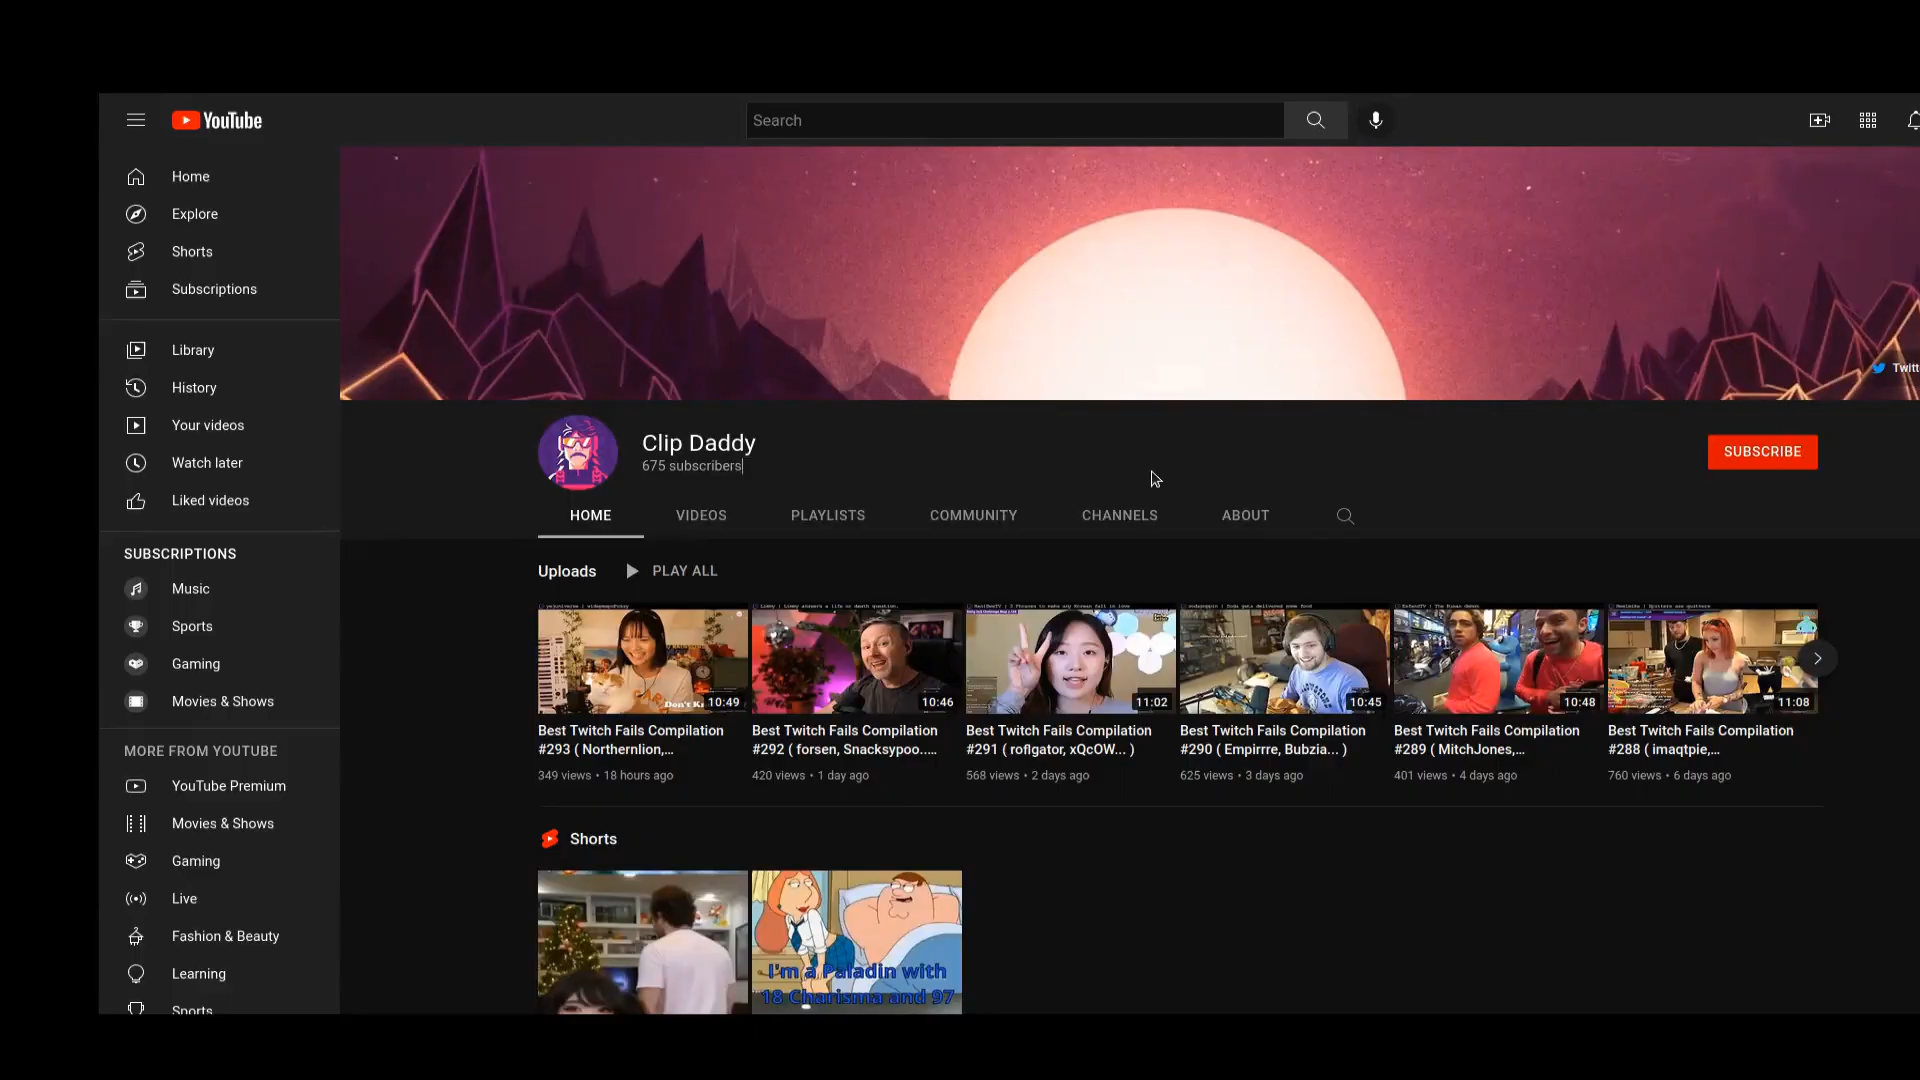 YouTube
Search
Home
Explore
Shorts
Subscriptions
Library
History
Your videos
Watch later
Liked videos
SUBSCRIPTIONS
Music
Sports
Gaming
Movies & Shows
MORE FROM YOUTUBE
YouTube Premium
Movies & Shows
Gaming
Live
Fashion & Beauty
Learning
Sports
Twitt
Clip Daddy
675 subscribers
SUBSCRIBE
HOME VIDEOS PLAYLISTS COMMUNITY CHANNELS ABOUT
Uploads PLAY ALL
10:49 10:46 11:02 10:45 10:48 11:08
Best Twitch Fails Compilation
#293 ( Northernlion,...
349 views • 18 hours ago
Best Twitch Fails Compilation
#292 ( forsen, Snacksypoo.....
420 views • 1 day ago
Best Twitch Fails Compilation
#291 ( roflgator, xQcOW... )
568 views • 2 days ago
Best Twitch Fails Compilation
#290 ( Empirrre, Bubzia... )
625 views • 3 days ago
Best Twitch Fails Compilation
#289 ( MitchJones,...
401 views • 4 days ago
Best Twitch Fails Compilation
#288 ( imaqtpie,...
760 views • 6 days ago
Shorts
I'm a Paladin with
18 Charisma and 97